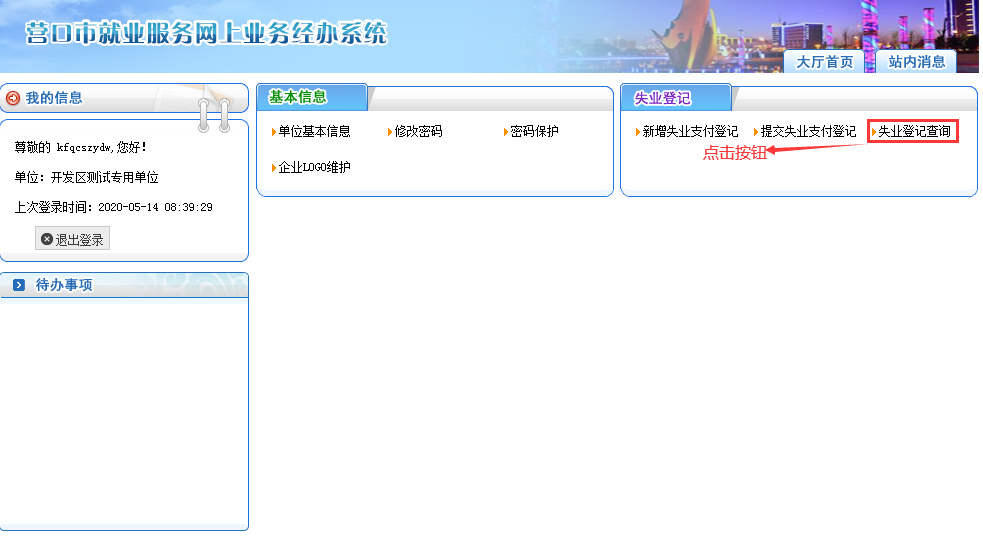 营口市就业服务网上业务经办系统
大厅首页 站内消息
我的信息
尊敬的 kfqcszydw,您好!
单位: 开发区测试专用单位
上次登录时间: 2020-05-14 08:39:29
退出登录
待办事项
基本信息
单位基本信息 修改密码 密码保护
企业LOGO维护
失业登记
新增失业支付登记 提交失业支付登记 失业登记查询
点击按钮